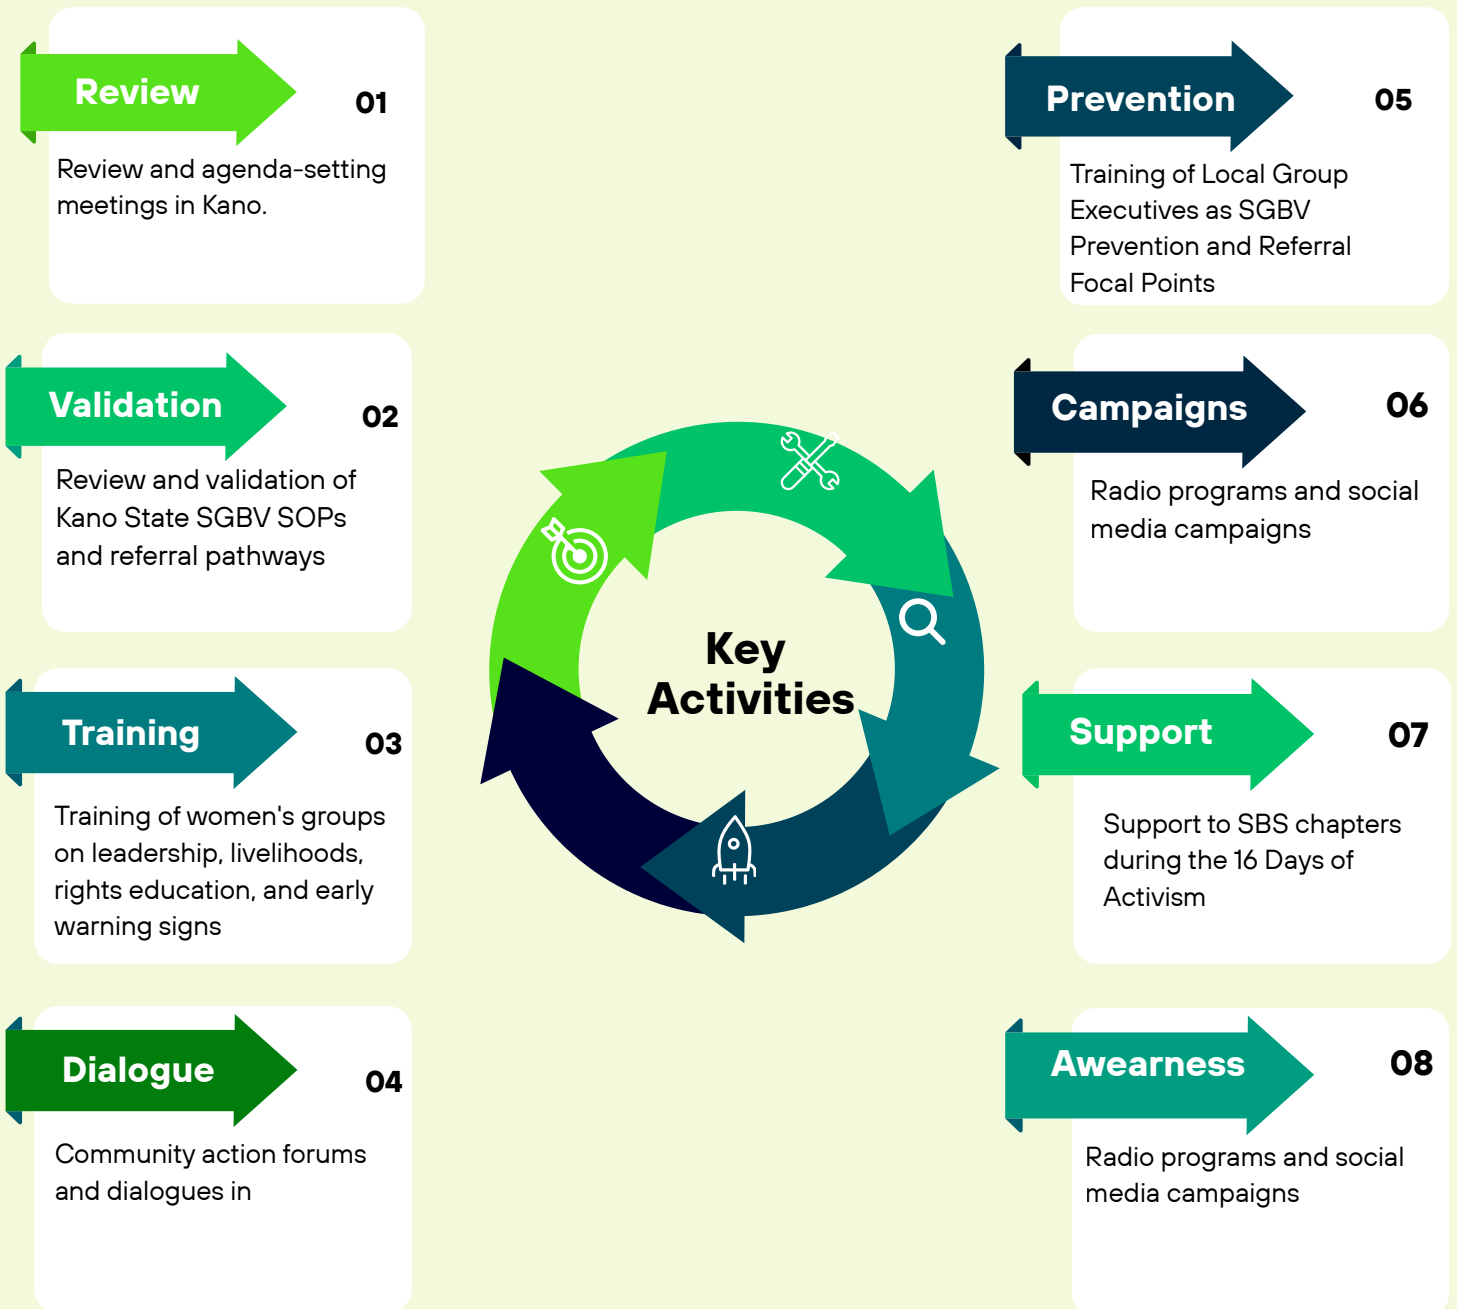 Review
01
Review and agenda-setting
meetings in Kano.
Validation
02
Review and validation of
Kano State SGBV SOPs
and referral pathways
Training
03
Training of women's groups
on leadership, livelihoods,
rights education, and early
warning signs
Dialogue
04
Community action forums
and dialogues in
Key
Activities
Prevention
05
Training of Local Group
Executives as SGBV
Prevention and Referral
Focal Points
Campaigns
06
Radio programs and social
media campaigns
Support
07
Support to SBS chapters
during the 16 Days of
Activism
Awearness
08
Radio programs and social
media campaigns